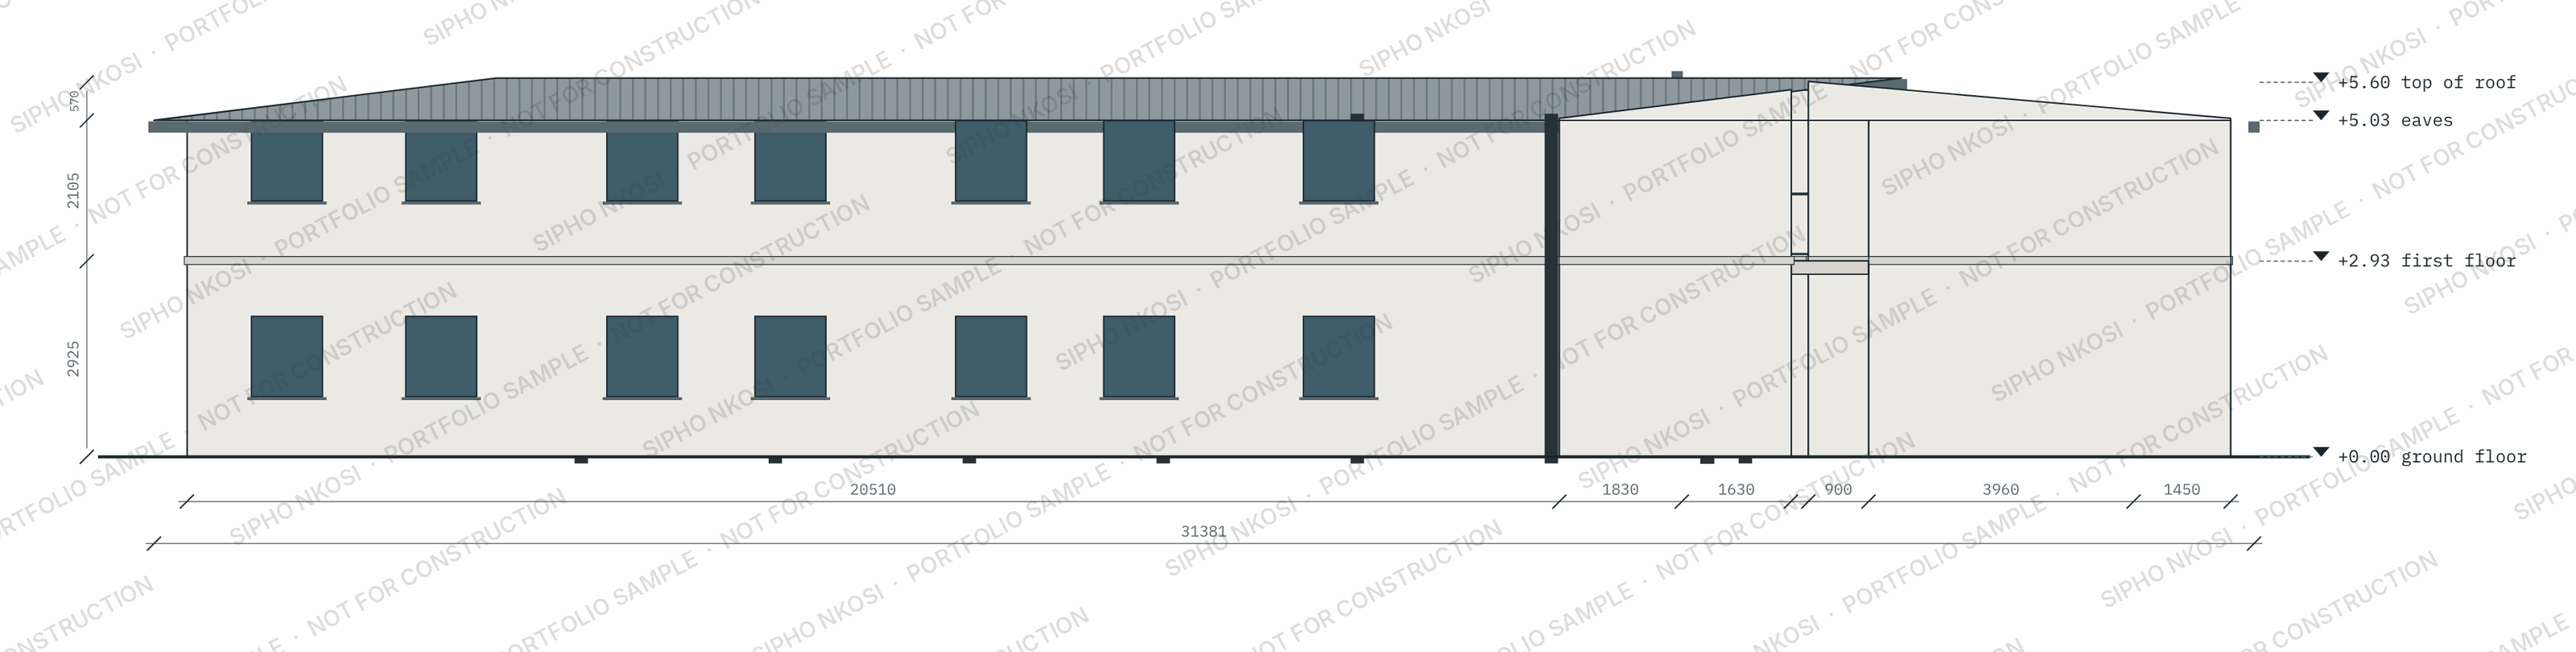 +5.60 top of roof
570
+5.03 eaves
2105
+2.93 first floor
2925
+0.00 ground floor
20510 1830 1630 900 3960 1450
31381
SIPHO NKOSI · PORTFOLIO SAMPLE · NOT FOR CONSTRUCTION